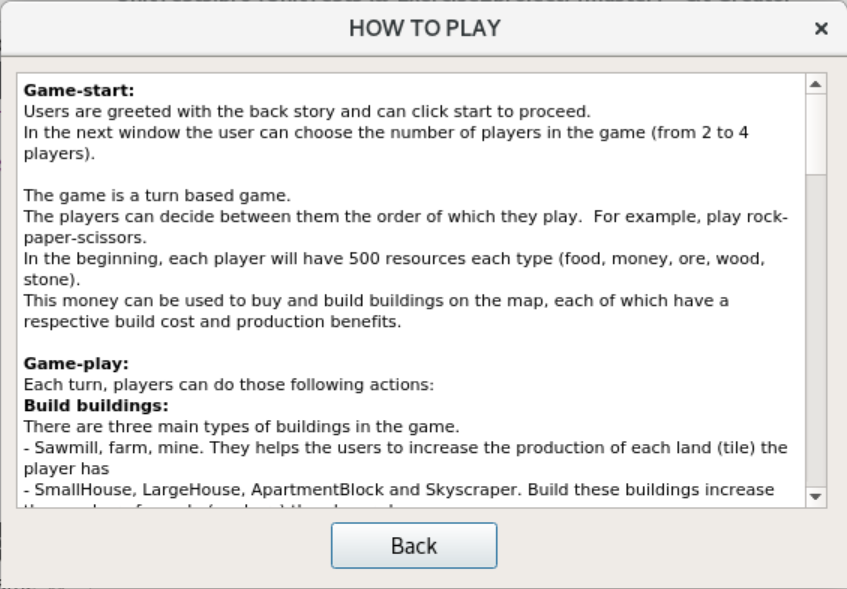 HOW TO PLAY
Game-start:
Users are greeted with the back story and can click start to proceed.
In the next window the user can choose the number of players in the game (from 2 to 4
players).
The game is a turn based game.
The players can decide between them the order of which they play.  For example, play rock-
paper-scissors.
In the beginning, each player will have 500 resources each type (food, money, ore, wood,
stone).
This money can be used to buy and build buildings on the map, each of which have a
respective build cost and production benefits.
Game-play:
Each turn, players can do those following actions:
Build buildings:
There are three main types of buildings in the game.
- Sawmill, farm, mine. They helps the users to increase the production of each land (tile) the
player has
- SmallHouse, LargeHouse, ApartmentBlock and Skyscraper. Build these buildings increase
Back